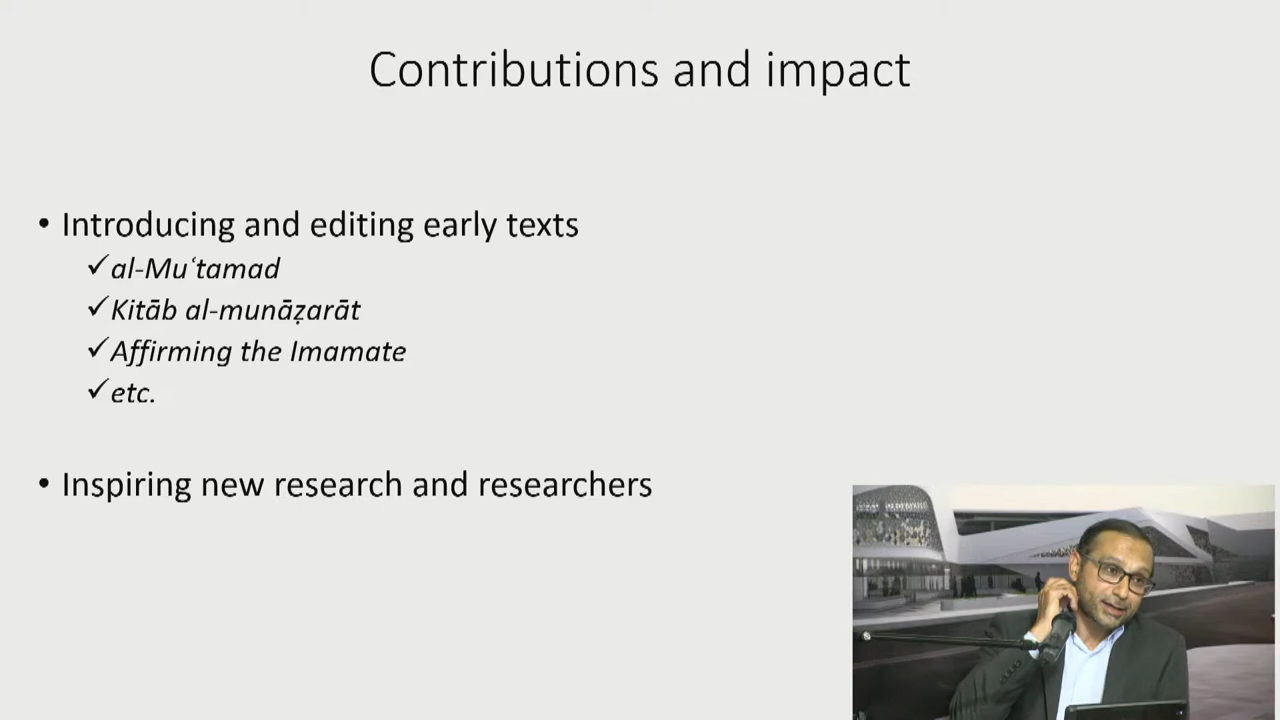 Contributions and impact
• Introducing and editing early texts
✓al-Muʿtamad
✓Kitāb al-munāẓarāt
✓Affirming the Imamate
✓etc.
• Inspiring new research and researchers